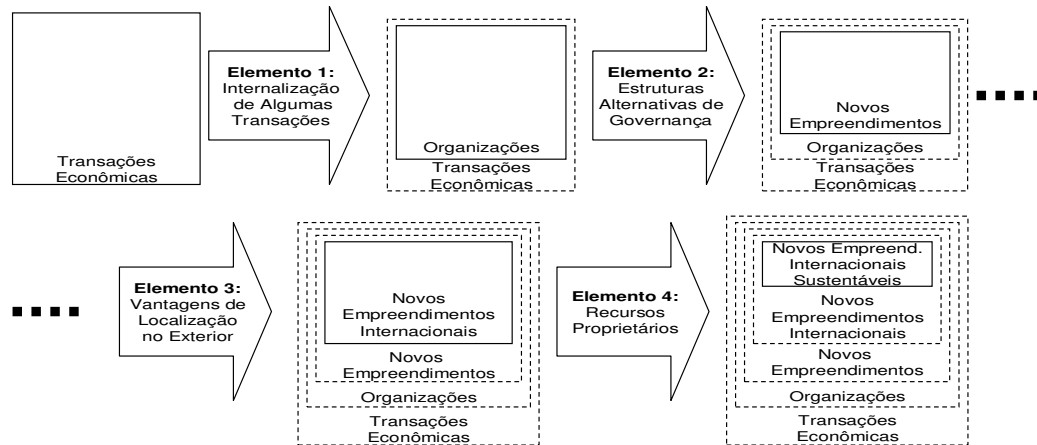 Transações
Econômicas
Elemento 1:
Internalização
de Algumas
Transações
Organizações
Transações
Econômicas
Elemento 2:
Estruturas
Alternativas de
Governança
Novos
Empreendimentos
Organizações
Transações
Econômicas
Elemento 3:
Vantagens de
Localização
no Exterior
Novos
Empreendimentos
Internacionais
Novos
Empreendimentos
Organizações
Transações
Econômicas
Elemento 4:
Recursos
Proprietários
Novos Empreend.
Internacionais
Sustentáveis
Novos
Empreendimentos
Internacionais
Novos
Empreendimentos
Organizações
Transações
Econômicas